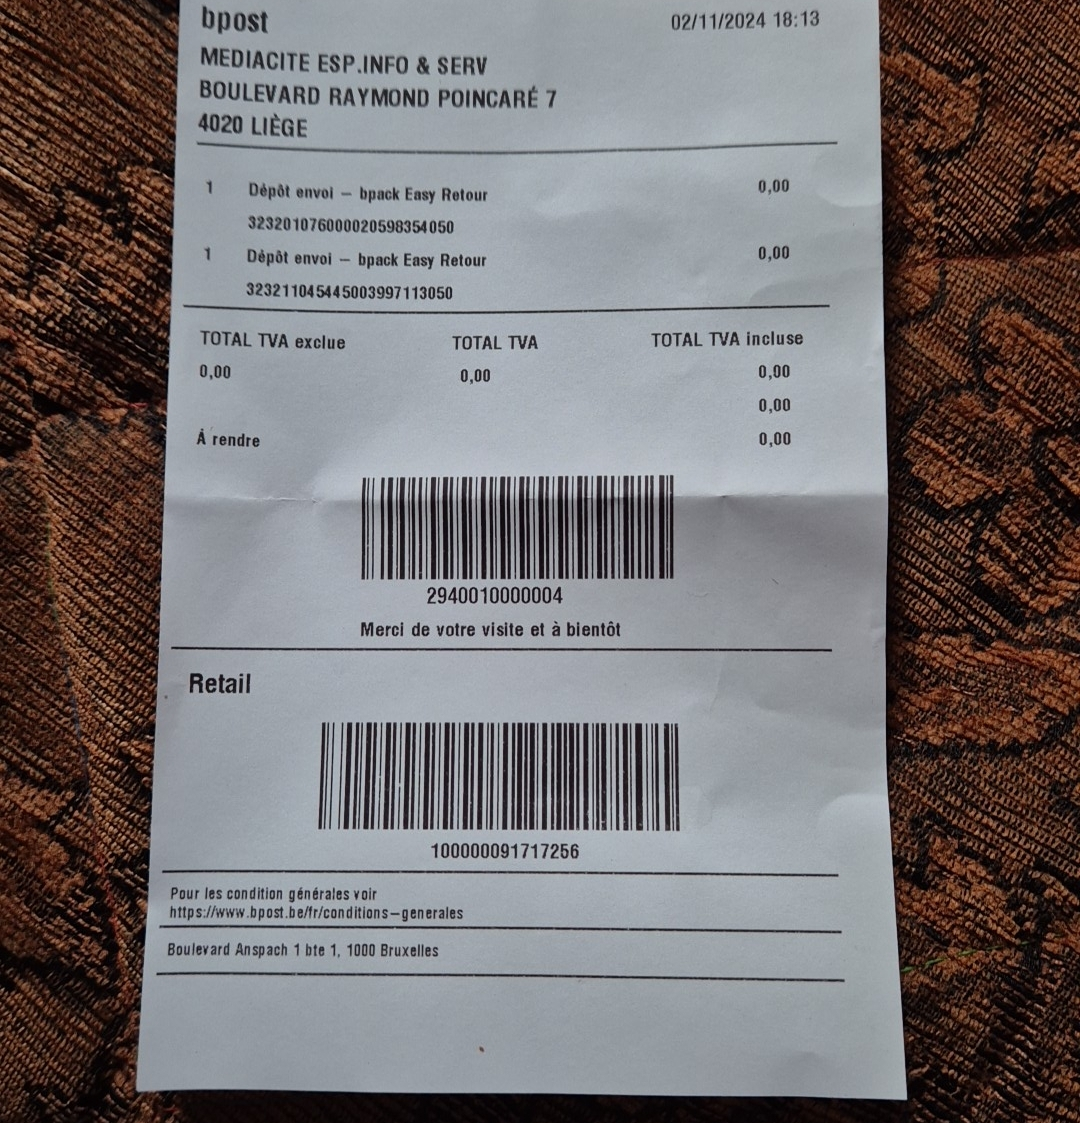 bpost 02/11/2024 18:13
MEDIACITE ESP.INFO & SERV
BOULEVARD RAYMOND POINCARÉ 7
4020 LIÈGE
1 Dépôt envoi – bpack Easy Retour 0,00
323201076000020598354050
1 Dépôt envoi – bpack Easy Retour 0,00
323211045445003997113050
TOTAL TVA exclue TOTAL TVA TOTAL TVA incluse
0,00 0,00 0,00
0,00
À rendre 0,00
2940010000004
Merci de votre visite et à bientôt
Retail
100000091717256
Pour les condition générales voir
https://www.bpost.be/fr/conditions-generales
Boulevard Anspach 1 bte 1, 1000 Bruxelles